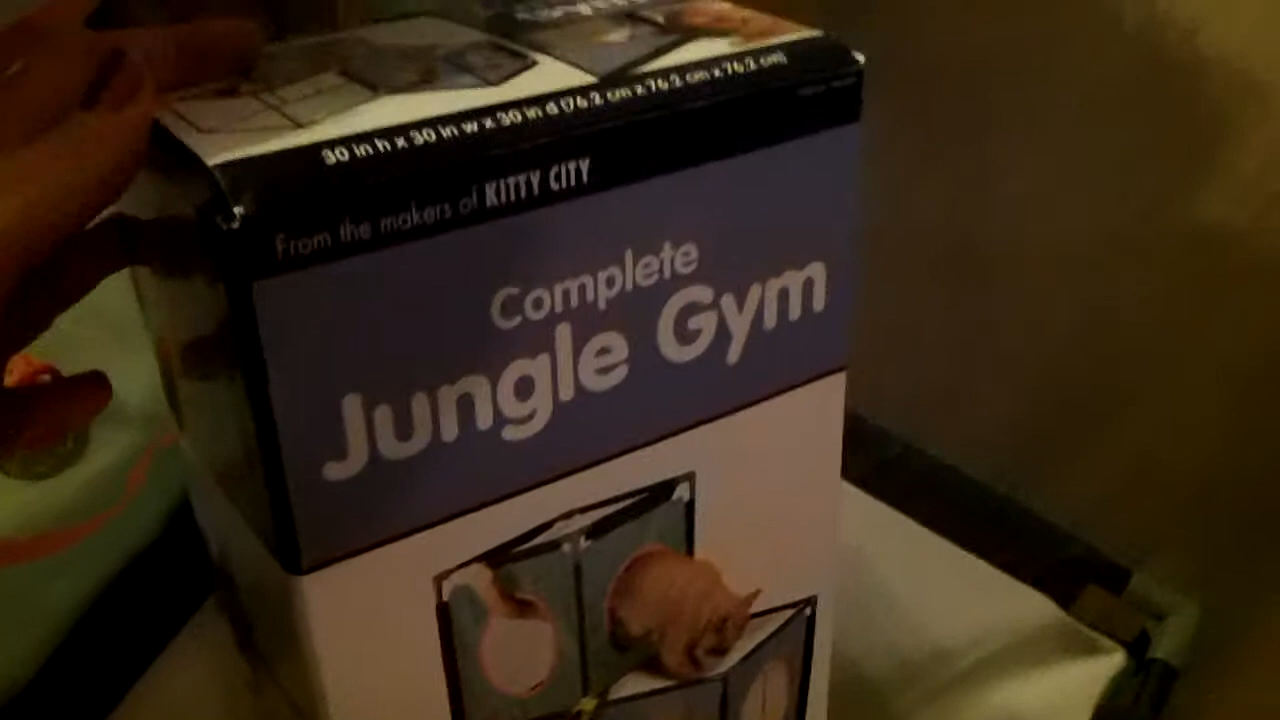 30 in h x 30 in w x 30 in d (76.2 cm x 76.2 cm x 76.2 cm)
From the makers of KITTY CITY
Complete
Jungle Gym